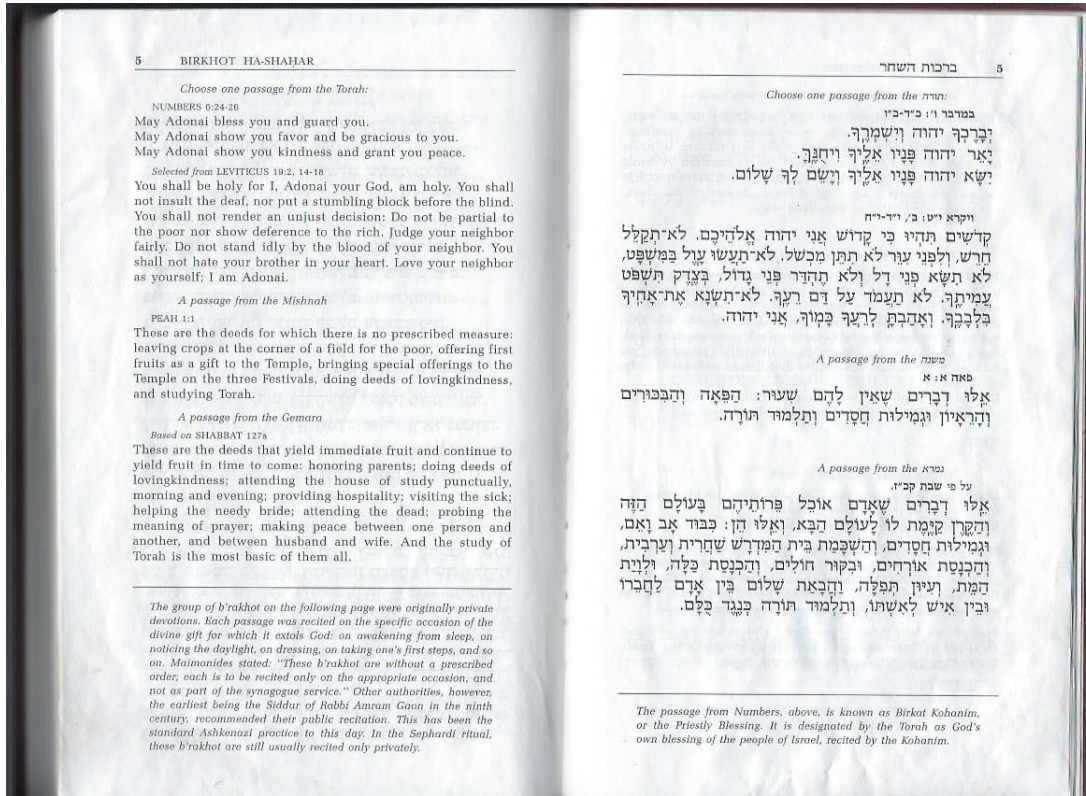 5 BIRKHOT HA-SHAḤAR
Choose one passage from the Torah:
NUMBERS 6:24-26
May Adonai bless you and guard you.
May Adonai show you favor and be gracious to you.
May Adonai show you kindness and grant you peace.
Selected from LEVITICUS 19:2, 14-18
You shall be holy for I, Adonai your God, am holy. You shall
not insult the deaf, nor put a stumbling block before the blind.
You shall not render an unjust decision: Do not be partial to
the poor nor show deference to the rich. Judge your neighbor
fairly. Do not stand idly by the blood of your neighbor. You
shall not hate your brother in your heart. Love your neighbor
as yourself; I am Adonai.
A passage from the Mishnah
PEAH 1:1
These are the deeds for which there is no prescribed measure:
leaving crops at the corner of a field for the poor, offering first
fruits as a gift to the Temple, bringing special offerings to the
Temple on the three Festivals, doing deeds of lovingkindness,
and studying Torah.
A passage from the Gemara
Based on SHABBAT 127a
These are the deeds that yield immediate fruit and continue to
yield fruit in time to come: honoring parents; doing deeds of
lovingkindness; attending the house of study punctually,
morning and evening; providing hospitality; visiting the sick;
helping the needy bride; attending the dead; probing the
meaning of prayer; making peace between one person and
another, and between husband and wife. And the study of
Torah is the most basic of them all.
The group of b'rakhot on the following page were originally private
devotions. Each passage was recited on the specific occasion of the
divine gift for which it extols God: on awakening from sleep, on
noticing the daylight, on dressing, on taking one's first steps, and so
on. Maimonides stated: "These b'rakhot are without a prescribed
order; each is to be recited only on the appropriate occasion, and
not as part of the synagogue service." Other authorities, however,
the earliest being the Siddur of Rabbi Amram Gaon in the ninth
century, recommended their public recitation. This has been the
standard Ashkenazi practice to this day. In the Sephardi ritual,
these b'rakhot are still usually recited only privately.
5 ברכות השחר
Choose one passage from the תורה:
במדבר ו׳: כ״ד-כ״ו
יְבָרֶכְךָ יהוה וְיִשְׁמְרֶֽךָ.
יָאֵר יהוה פָּנָיו אֵלֶֽיךָ וִיחֻנֶּֽךָּ.
יִשָּׂא יהוה פָּנָיו אֵלֶֽיךָ וְיָשֵׂם לְךָ שָׁלוֹם.
ויקרא י״ט: ב׳, י״ד-י״ח
קְדֹשִׁים תִּהְיוּ כִּי קָדוֹשׁ אֲנִי יהוה אֱלֹהֵיכֶם. לֹא־תְקַלֵּל
חֵרֵשׁ, וְלִפְנֵי עִוֵּר לֹא תִתֵּן מִכְשֹׁל. לֹא־תַעֲשׂוּ עָֽוֶל בַּמִּשְׁפָּט,
לֹא תִשָּׂא פְנֵי דָל וְלֹא תֶהְדַּר פְּנֵי גָדוֹל, בְּצֶֽדֶק תִּשְׁפֹּט
עֲמִיתֶֽךָ. לֹא תַעֲמֹד עַל דַּם רֵעֶֽךָ. לֹא־תִשְׂנָא אֶת־אָחִֽיךָ
בִּלְבָבֶֽךָ. וְאָהַבְתָּ לְרֵעֲךָ כָּמֽוֹךָ, אֲנִי יהוה.
A passage from the משנה
פאה א: א
אֵֽלּוּ דְבָרִים שֶׁאֵין לָהֶם שִׁעוּר: הַפֵּאָה וְהַבִּכּוּרִים
וְהָרֵאָיוֹן וּגְמִילוּת חֲסָדִים וְתַלְמוּד תּוֹרָה.
A passage from the גמרא
על פי שבת קכ״ז.
אֵֽלּוּ דְבָרִים שֶׁאָדָם אוֹכֵל פֵּרוֹתֵיהֶם בָּעוֹלָם הַזֶּה
וְהַקֶּֽרֶן קַיֶּֽמֶת לוֹ לָעוֹלָם הַבָּא, וְאֵֽלּוּ הֵן: כִּבּוּד אָב וָאֵם,
וּגְמִילוּת חֲסָדִים, וְהַשְׁכָּמַת בֵּית הַמִּדְרָשׁ שַׁחֲרִית וְעַרְבִית,
וְהַכְנָסַת אוֹרְחִים, וּבִקּוּר חוֹלִים, וְהַכְנָסַת כַּלָּה, וּלְוָיַת
הַמֵּת, וְעִיּוּן תְּפִלָּה, וַהֲבָאַת שָׁלוֹם בֵּין אָדָם לַחֲבֵרוֹ
וּבֵין אִישׁ לְאִשְׁתּוֹ, וְתַלְמוּד תּוֹרָה כְּנֶֽגֶד כֻּלָּם.
The passage from Numbers, above, is known as Birkat Kohanim,
or the Priestly Blessing. It is designated by the Torah as God's
own blessing of the people of Israel, recited by the Kohanim.